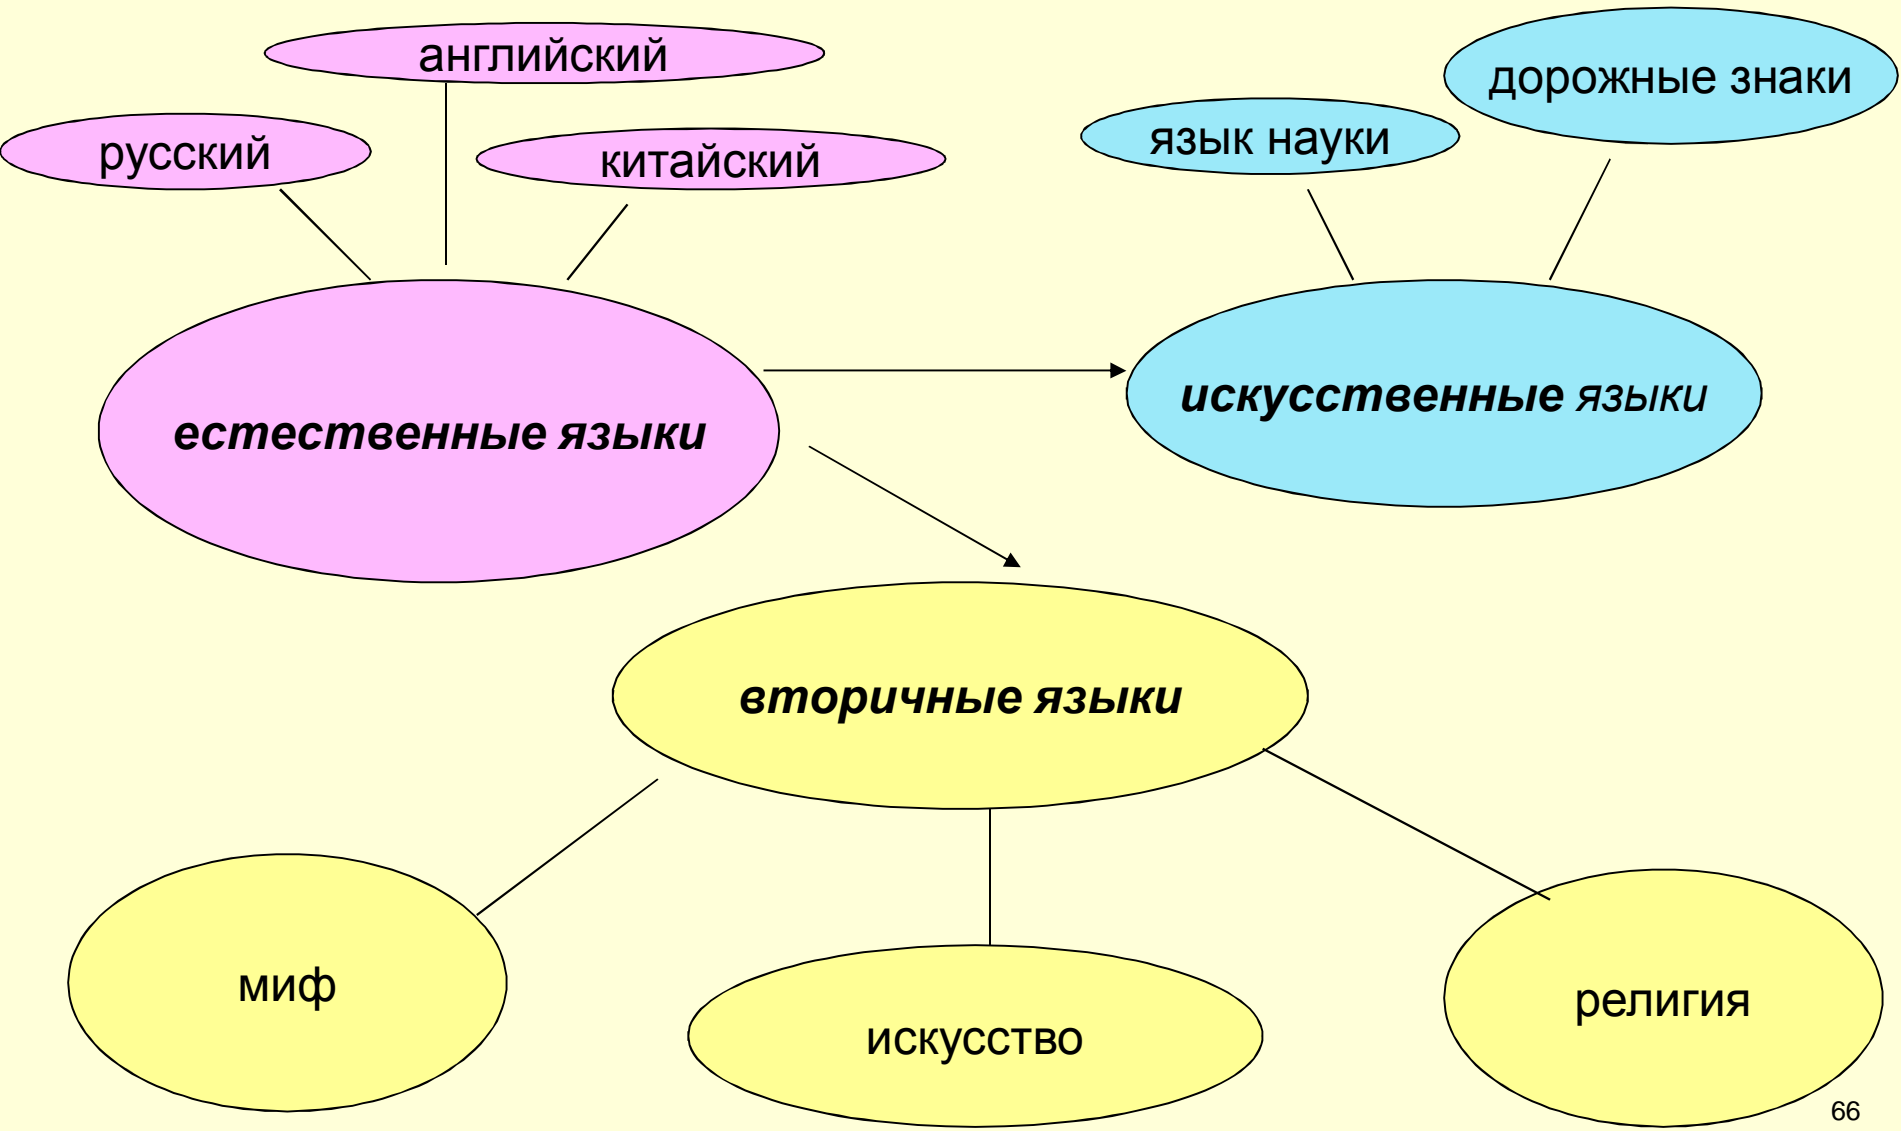 английский
дорожные знаки
язык науки
русский
китайский
искусственные языки
естественные языки
вторичные языки
миф
религия
искусство
66